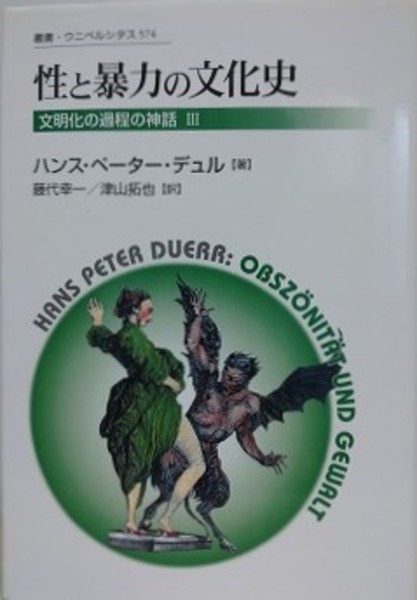 叢書・ウニベルシタス 574
性と暴力の文化史
文明化の過程の神話 III
ハンス・ペーター・デュル【著】
藤代幸一／津山拓也【訳】
HANS PETER DUERR: OBSZÖNITÄT UND GEWALT